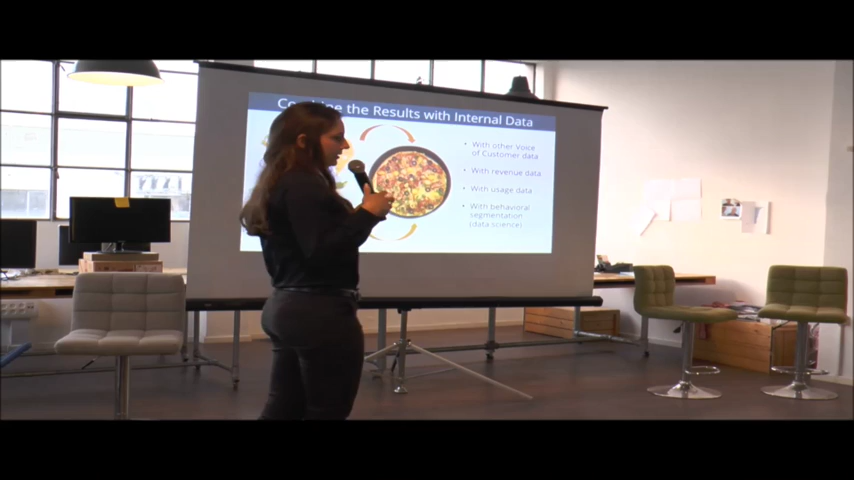 the Results with Internal Data
• With other Voice
of Customer data
• With revenue data
• With usage data
• With behavioral
segmentation
(data science)